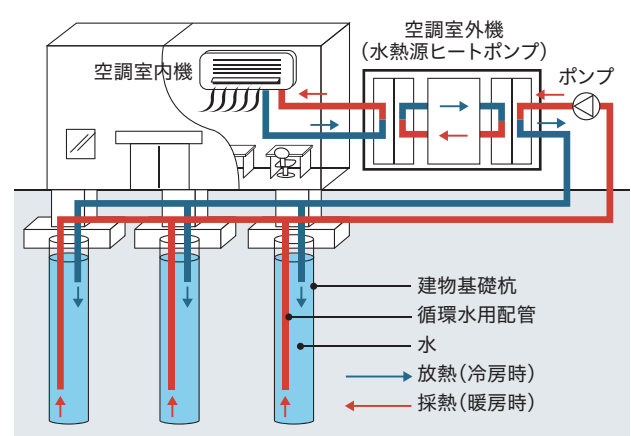 空調室外機
(水熱源ヒートポンプ)
空調室内機
ポンプ
建物基礎杭
循環水用配管
水
放熱(冷房時)
採熱(暖房時)